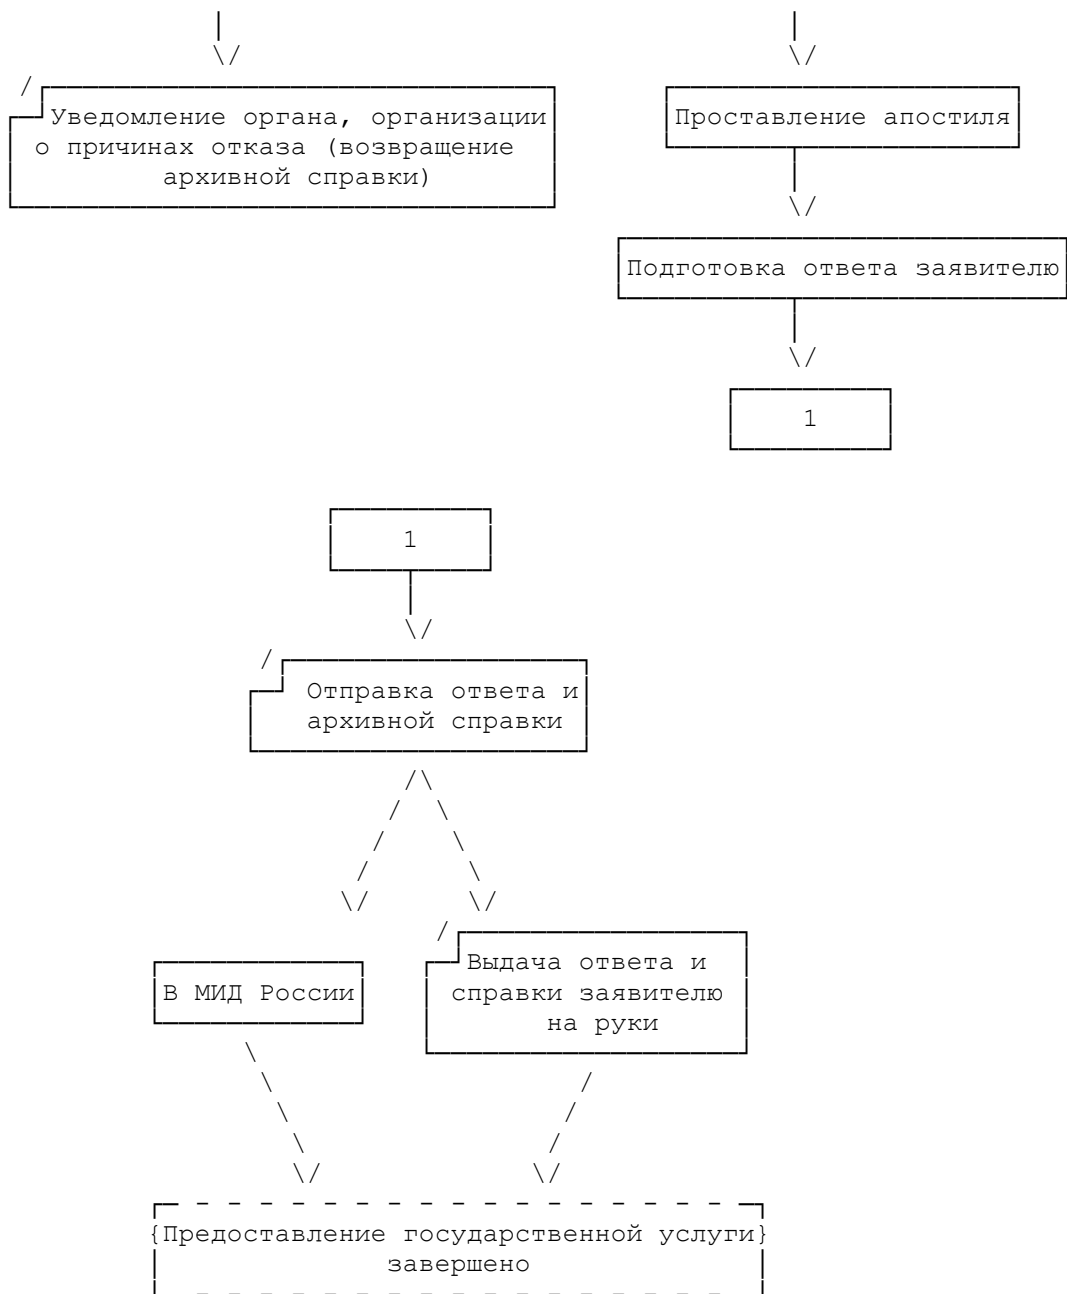 Уведомление органа, организации
о причинах отказа (возвращение
архивной справки)
Проставление апостиля
Подготовка ответа заявителю
1
1
Отправка ответа и
архивной справки
В МИД России
Выдача ответа и
справки заявителю
на руки
{Предоставление государственной услуги}
завершено